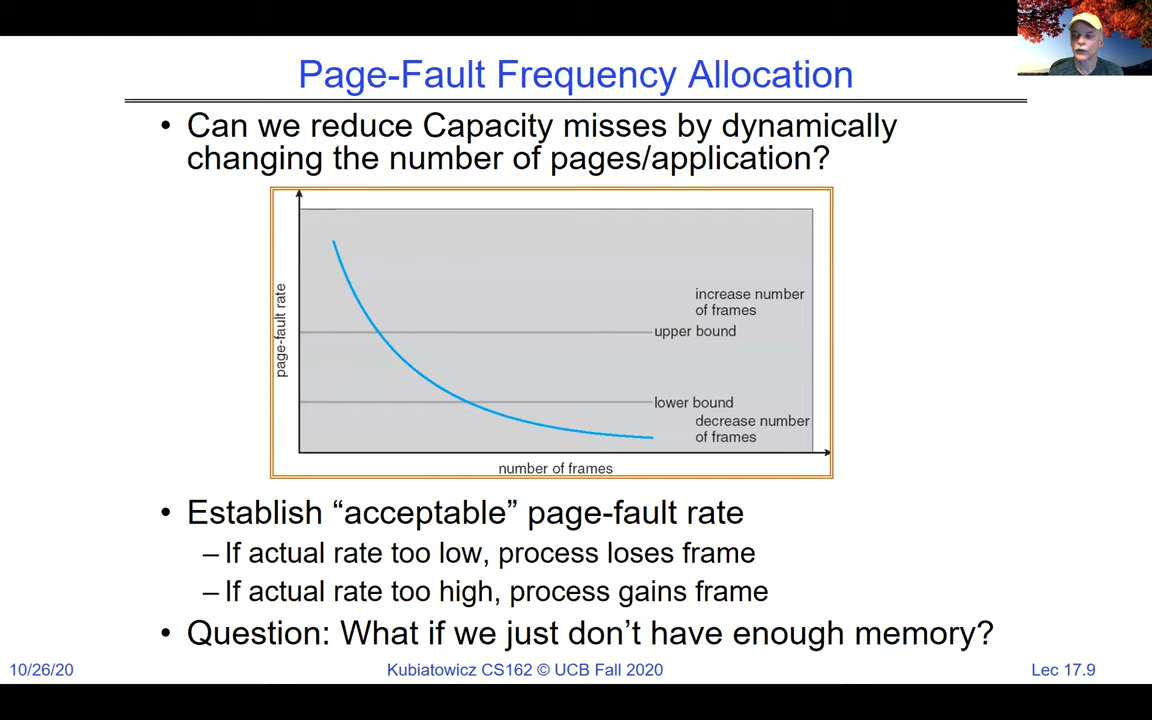 Page-Fault Frequency Allocation
• Can we reduce Capacity misses by dynamically
changing the number of pages/application?
page-fault rate
increase number
of frames
upper bound
lower bound
decrease number
of frames
number of frames
• Establish “acceptable” page-fault rate
– If actual rate too low, process loses frame
– If actual rate too high, process gains frame
• Question: What if we just don’t have enough memory?
10/26/20
Kubiatowicz CS162 © UCB Fall 2020
Lec 17.9